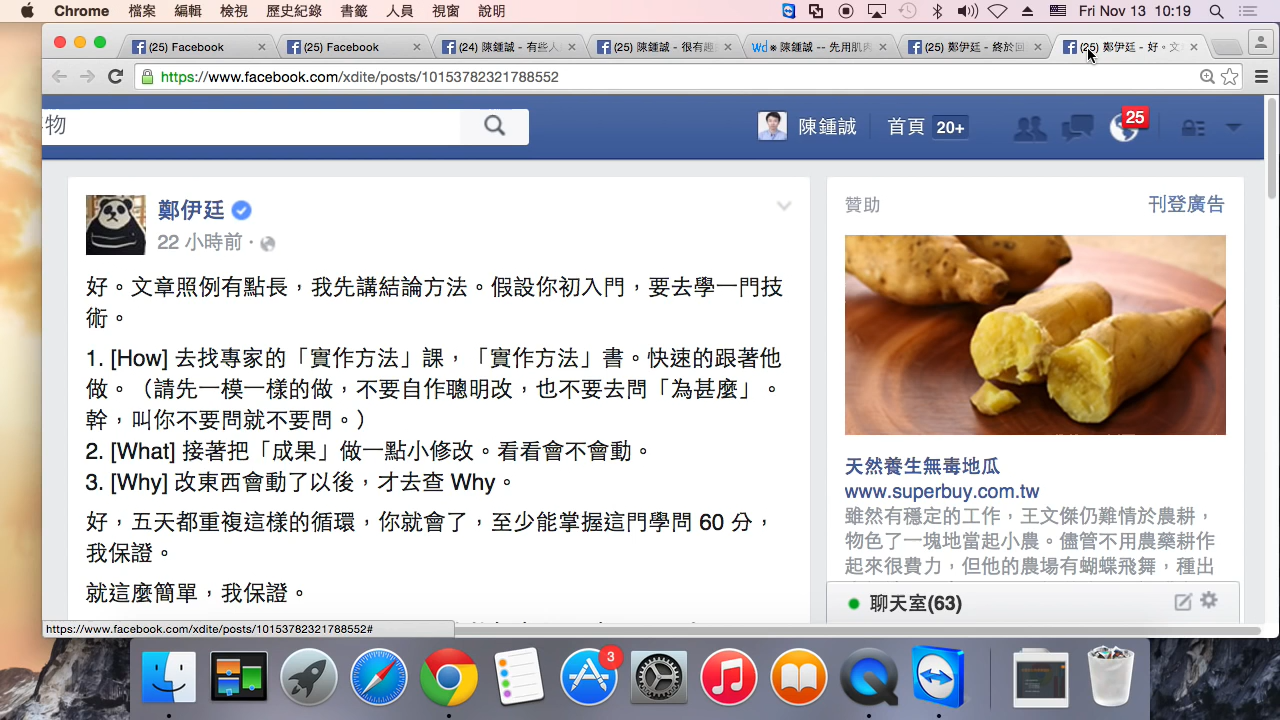 Chrome 檔案 編輯 檢視 歷史紀錄 書籤 人員 視窗 說明 Fri Nov 13 10:19
(25) Facebook
(25) Facebook
(24) 陳鍾誠 - 有些人
(25) 陳鍾誠 - 很有趣
Wd ※ 陳鍾誠 -- 先用肌肉
(25) 鄭伊廷 - 終於回
(25) 鄭伊廷 - 好。文
https://www.facebook.com/xdite/posts/10153782321788552
物
陳鍾誠 首頁 20+ 25
鄭伊廷
22 小時前 ·
好。文章照例有點長，我先講結論方法。假設你初入門，要去學一門技
術。
1. [How] 去找專家的「實作方法」課，「實作方法」書。快速的跟著他
做。（請先一模一樣的做，不要自作聰明改，也不要去問「為甚麼」。
幹，叫你不要問就不要問。）
2. [What] 接著把「成果」做一點小修改。看看會不會動。
3. [Why] 改東西會動了以後，才去查 Why。
好，五天都重複這樣的循環，你就會了，至少能掌握這門學問 60 分，
我保證。
就這麼簡單，我保證。
贊助 刊登廣告
天然養生無毒地瓜
www.superbuy.com.tw
雖然有穩定的工作，王文傑仍難情於農耕，
物色了一塊地當起小農。儘管不用農藥耕作
起來很費力，但他的農場有蝴蝶飛舞，種出
聊天室(63)
https://www.facebook.com/xdite/posts/10153782321788552#
3